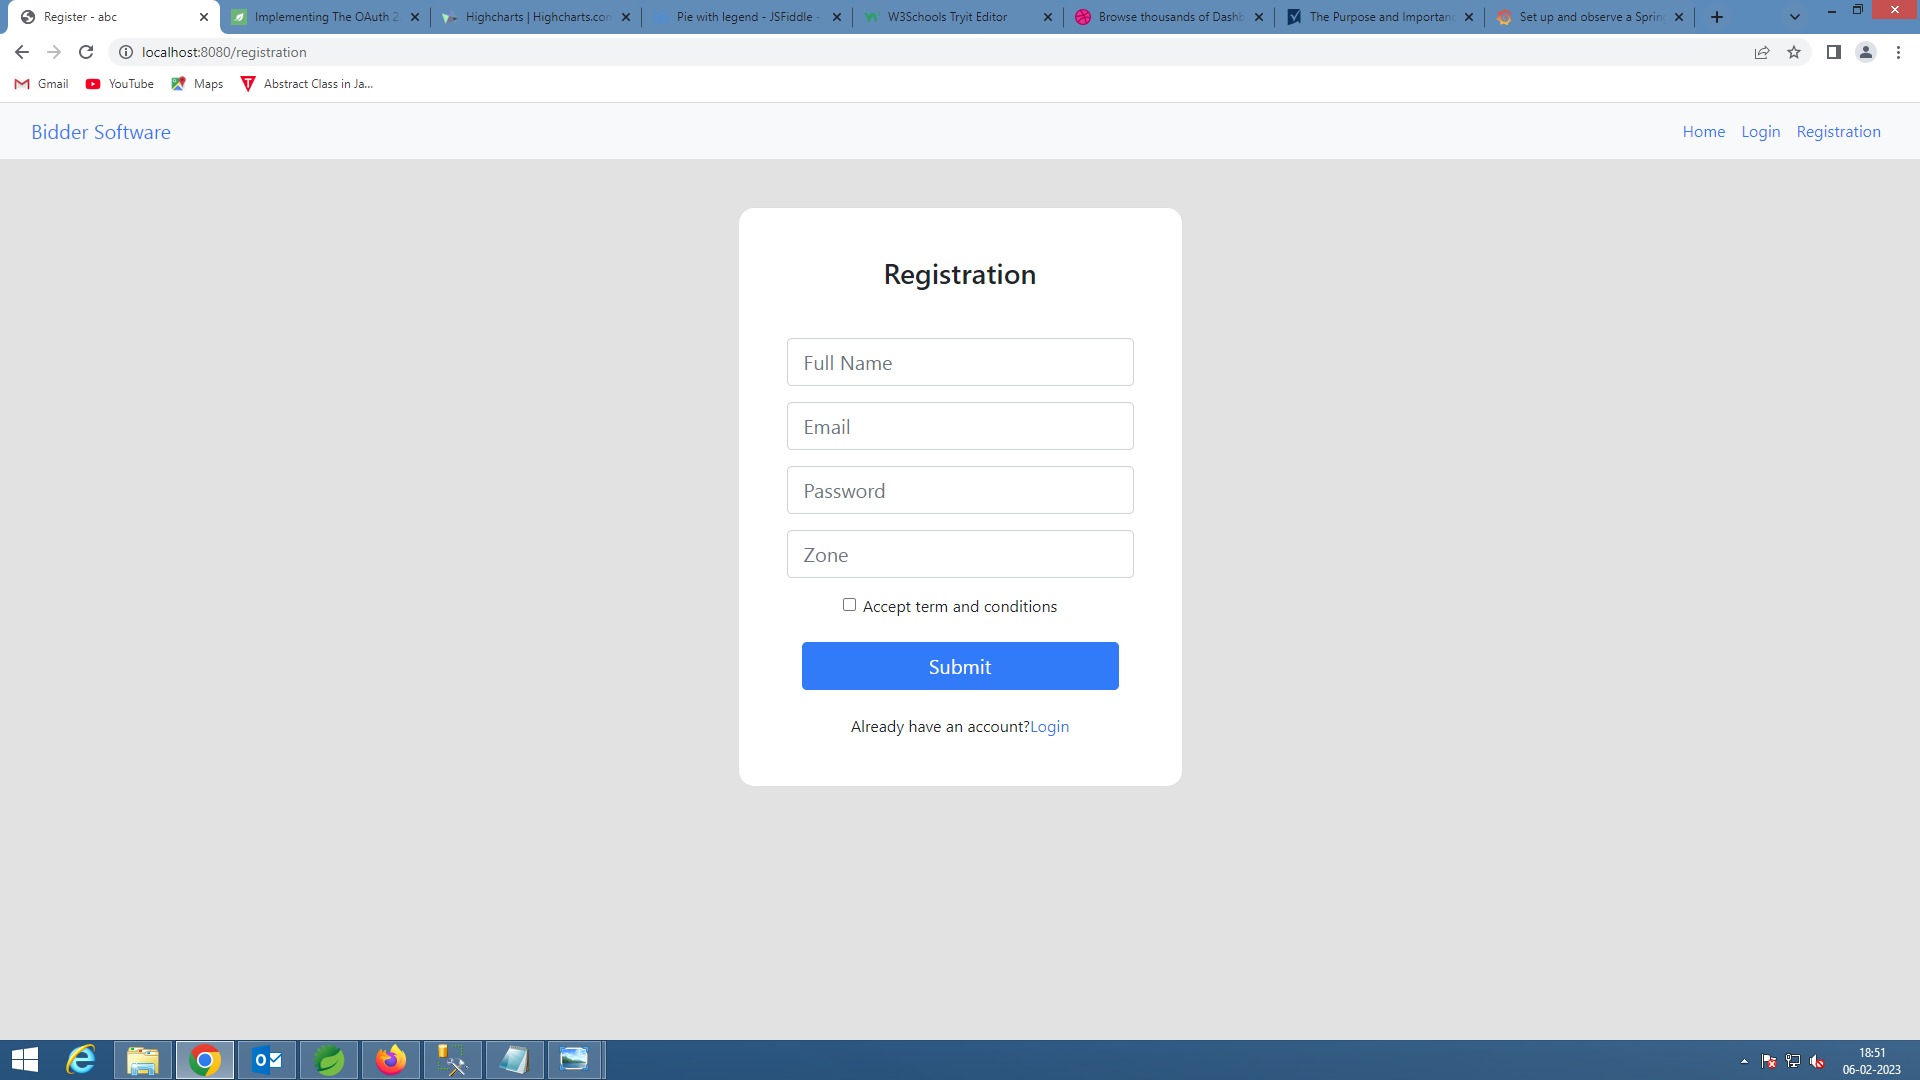 Register - abc
Implementing The OAuth 2.
Highcharts | Highcharts.com
Pie with legend - JSFiddle -
W3Schools Tryit Editor
Browse thousands of Dashb
The Purpose and Importanc
Set up and observe a Spring
localhost:8080/registration
Gmail
YouTube
Maps
Abstract Class in Ja...
Bidder Software
Home
Login
Registration
Registration
Full Name
Email
Password
Zone
Accept term and conditions
Submit
Already have an account?Login
18:51
06-02-2023